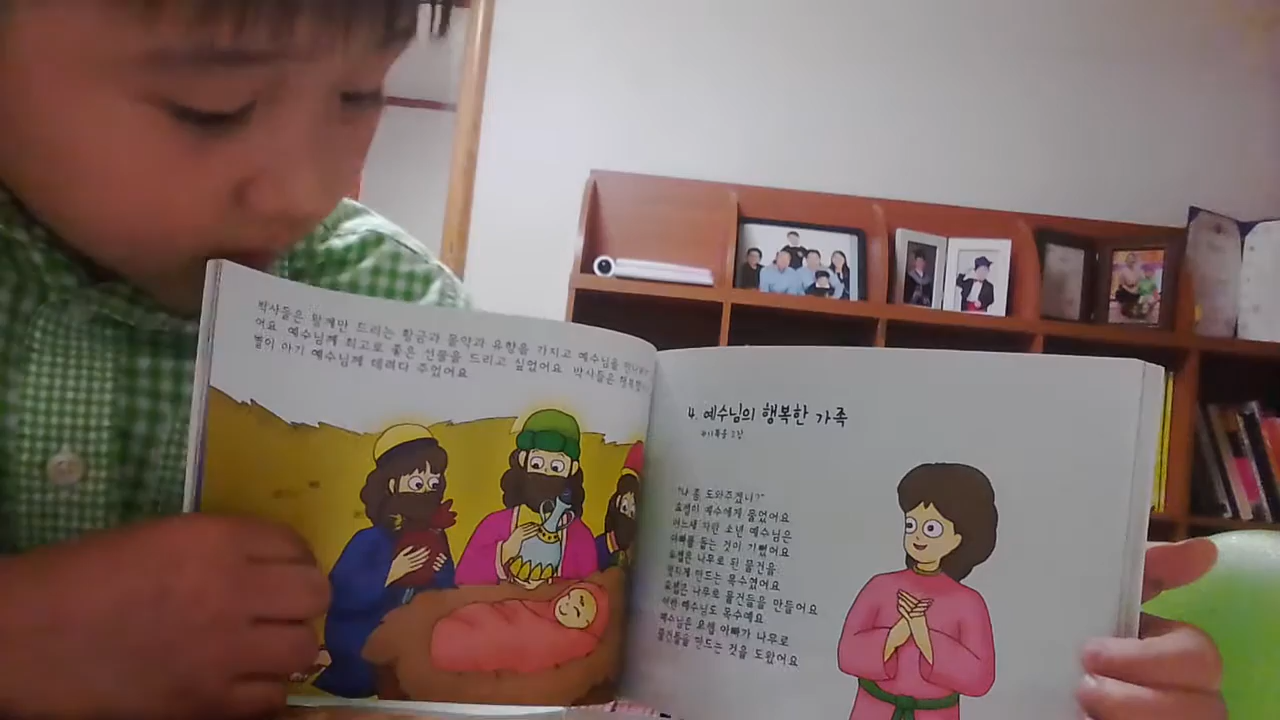 박사들은 왕께만 드리는 황금과 몰약과 유향을 가지고 예수님을
어요. 예수님께 최고로 좋은 선물을 드리고 싶었어요. 박사들은
놀이 아기 예수님께 데려다 주었어요
4. 예수님의 행복한 가족
"나 좀 도와주겠니?"
요셉이 예수에게 물었어요
어느새 자란 소년 예수님은
아빠를 돕는 것이 기뻤어요
요셉은 나무로 된 물건을
멋지게 만드는 목수였어요
요셉은 나무로 물건들을 만들어요
예수님도 목수예요
예수님은 요셉 아빠가 나무로
물건들을 만드는 것을 도왔어요